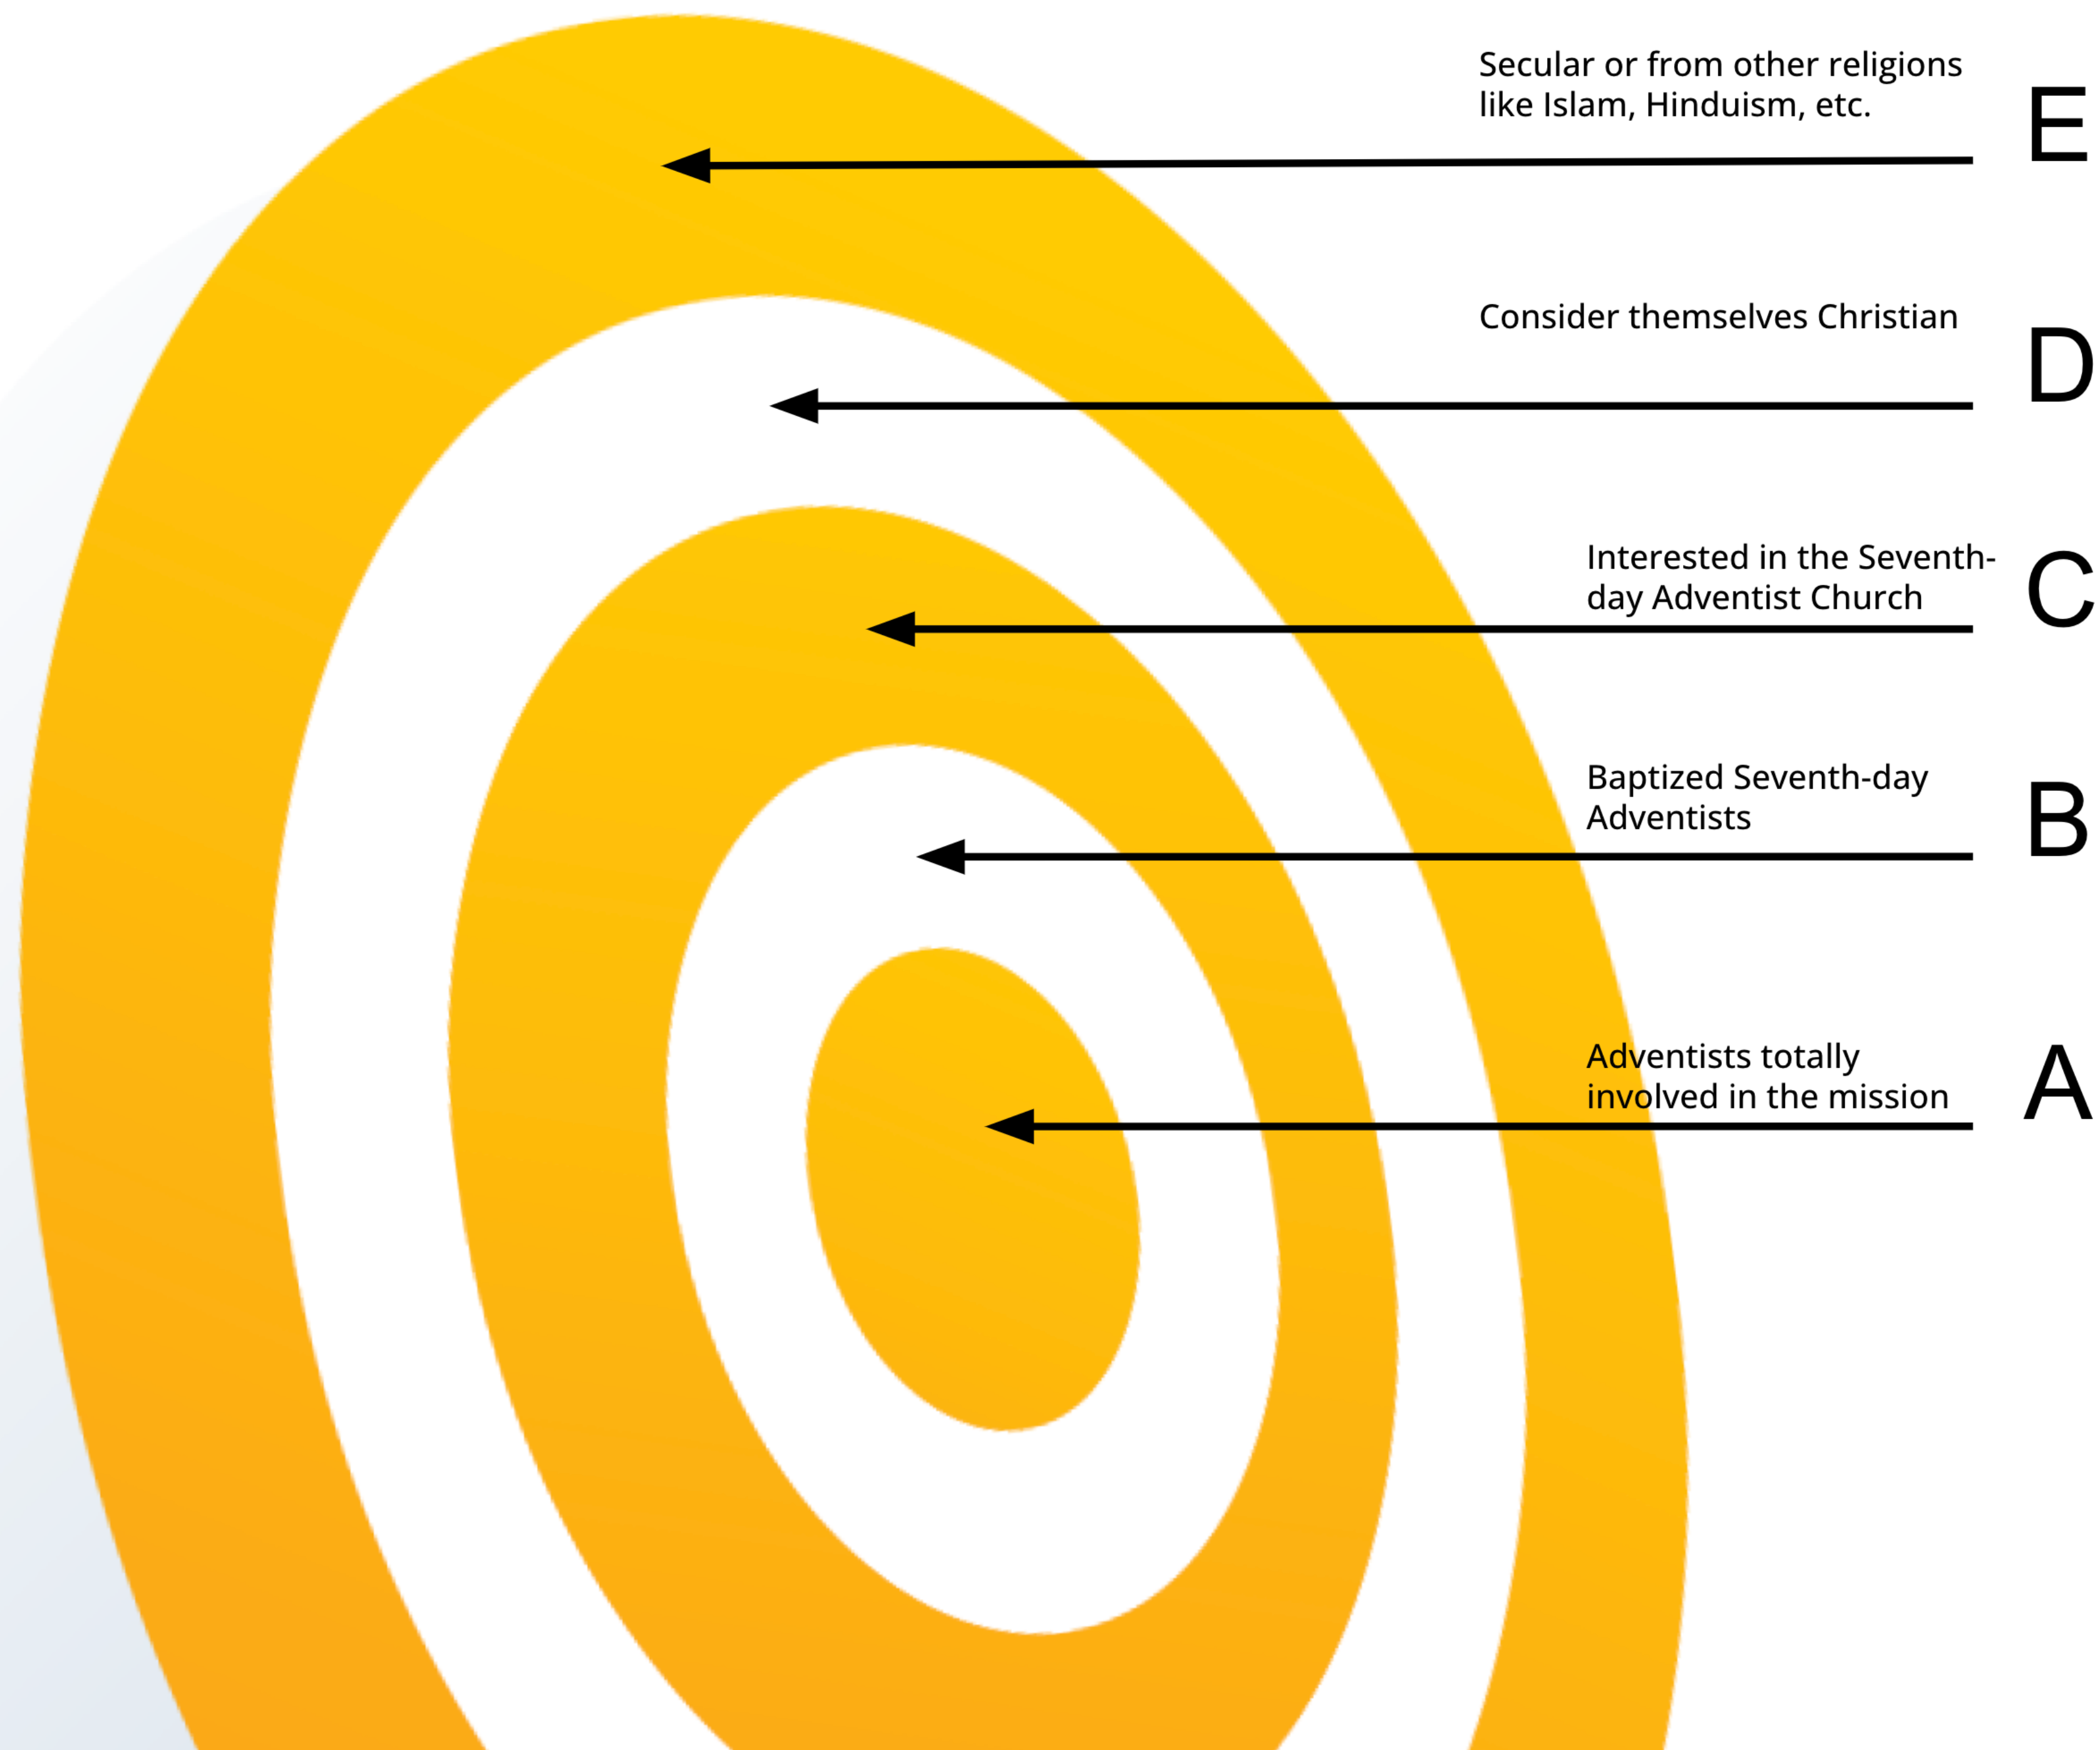 Secular or from other religions
like Islam, Hinduism, etc.
E
Consider themselves Christian
D
Interested in the Seventh-
day Adventist Church
C
Baptized Seventh-day
Adventists
B
Adventists totally
involved in the mission
A